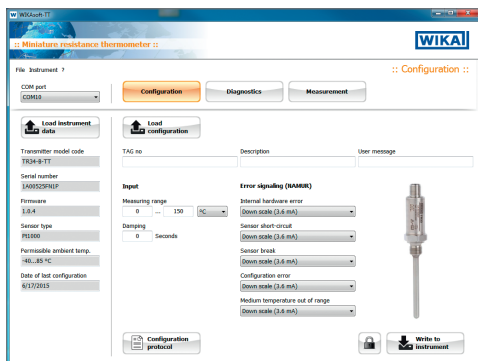 WIKAsoft-TT
:: Miniature resistance thermometer ::
WIKA
File Instrument ?
:: Configuration ::
COM port
COM10
Configuration
Diagnostics
Measurement
Load instrument data
Load configuration
Transmitter model code
TR34-B-TT
TAG no
Description
User message
Serial number
1A00525FN1P
Firmware
1.0.4
Sensor type
Pt1000
Permissible ambient temp.
-40...85 °C
Date of last configuration
6/17/2015
Input
Measuring range
0 ... 150 °C
Damping
0 Seconds
Error signaling (NAMUR)
Internal hardware error
Down scale (3.6 mA)
Sensor short-circuit
Down scale (3.6 mA)
Sensor break
Down scale (3.6 mA)
Configuration error
Down scale (3.6 mA)
Medium temperature out of range
Down scale (3.6 mA)
Configuration protocol
Write to instrument